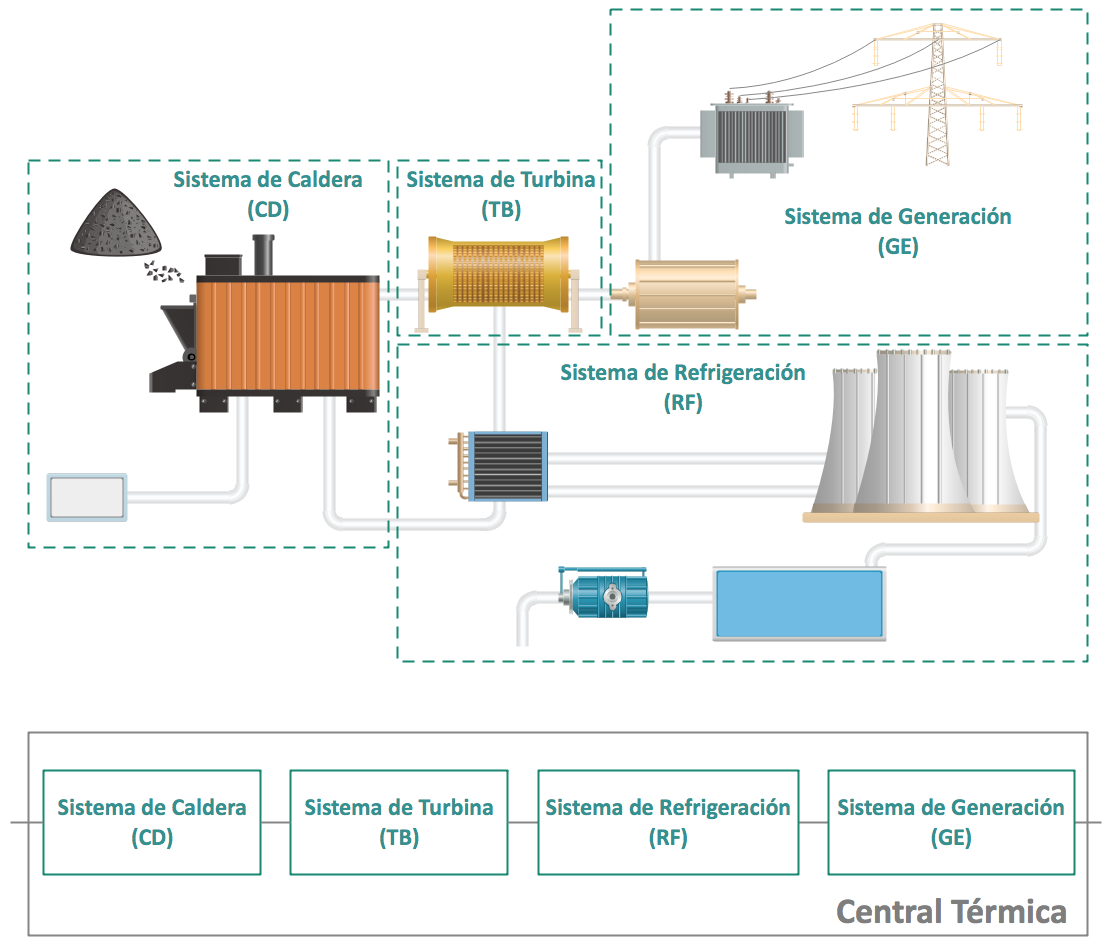 Sistema de Caldera
(CD)
Sistema de Turbina
(TB)
Sistema de Generación
(GE)
Sistema de Refrigeración
(RF)
Sistema de Caldera
(CD)
Sistema de Turbina
(TB)
Sistema de Refrigeración
(RF)
Sistema de Generación
(GE)
Central Térmica